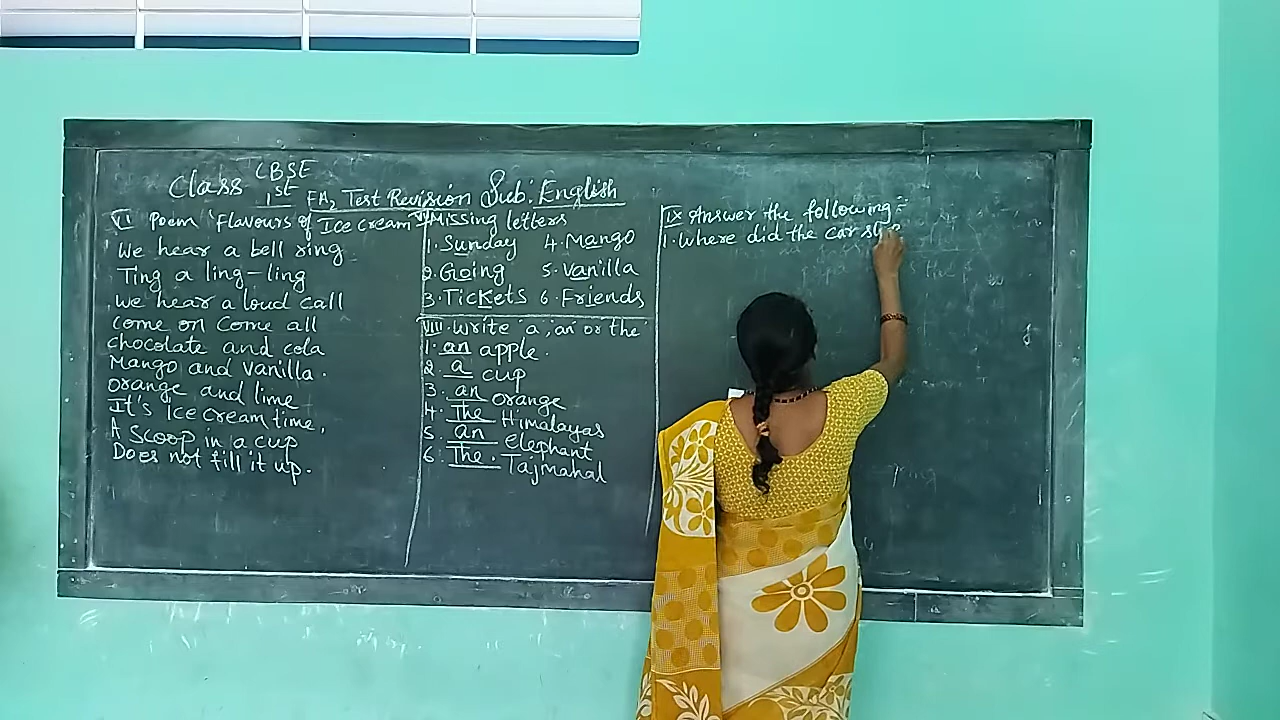 CBSE
Class 1st FA2 Test Revision Sub: English
VI Poem 'Flavours of Ice cream'
We hear a bell ring
Ting a ling-ling
We hear a loud call
Come on Come all
Chocolate and cola
Mango and vanilla.
Orange and lime
It's Ice cream time,
A Scoop in a cup
Does not fill it up.
VII Missing letters
1. Sunday 4. Mango
2. Going 5. Vanilla
3. Tickets 6. Friends
VIII. Write 'a', 'an' or the'
1. an apple.
2. a cup
3. an orange
4. The Himalayas
5. an elephant
6. The. Tajmahal
IX Answer the following:-
1. Where did the car